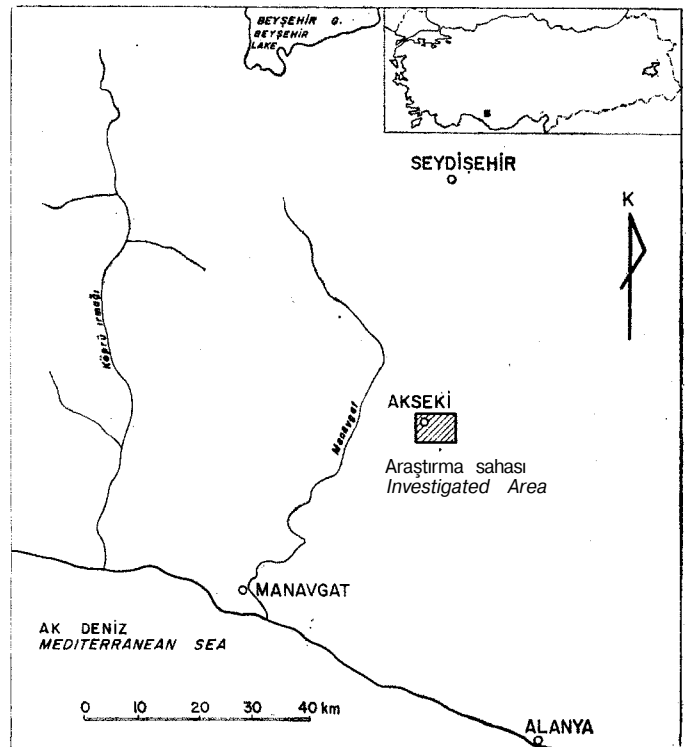 BEYŞEHİR G.
BEYŞEHİR
LAKE
SEYDİŞEHİR
K
Köprü ırmağı
Manavgat
AKSEKİ
Araştırma sahası
Investigated Area
MANAVGAT
AK DENİZ
MEDITERRANEAN SEA
0 10 20 30 40 km
ALANYA